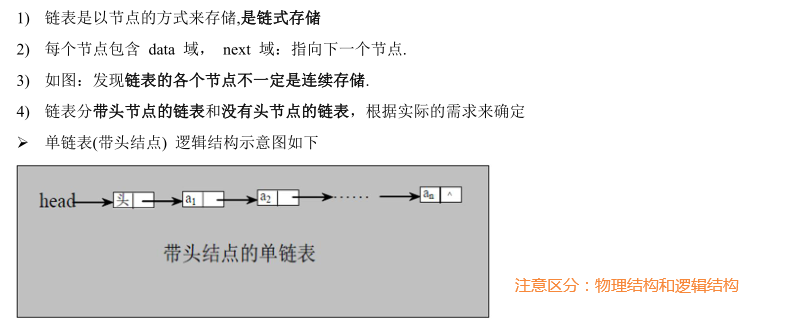 1) 链表是以节点的方式来存储,是链式存储
2) 每个节点包含 data 域, next 域:指向下一个节点.
3) 如图:发现链表的各个节点不一定是连续存储.
4) 链表分带头节点的链表和没有头节点的链表,根据实际的需求来确定
➢ 单链表(带头结点) 逻辑结构示意图如下
head 头 a1 a2 ······ an ^
带头结点的单链表
注意区分:物理结构和逻辑结构